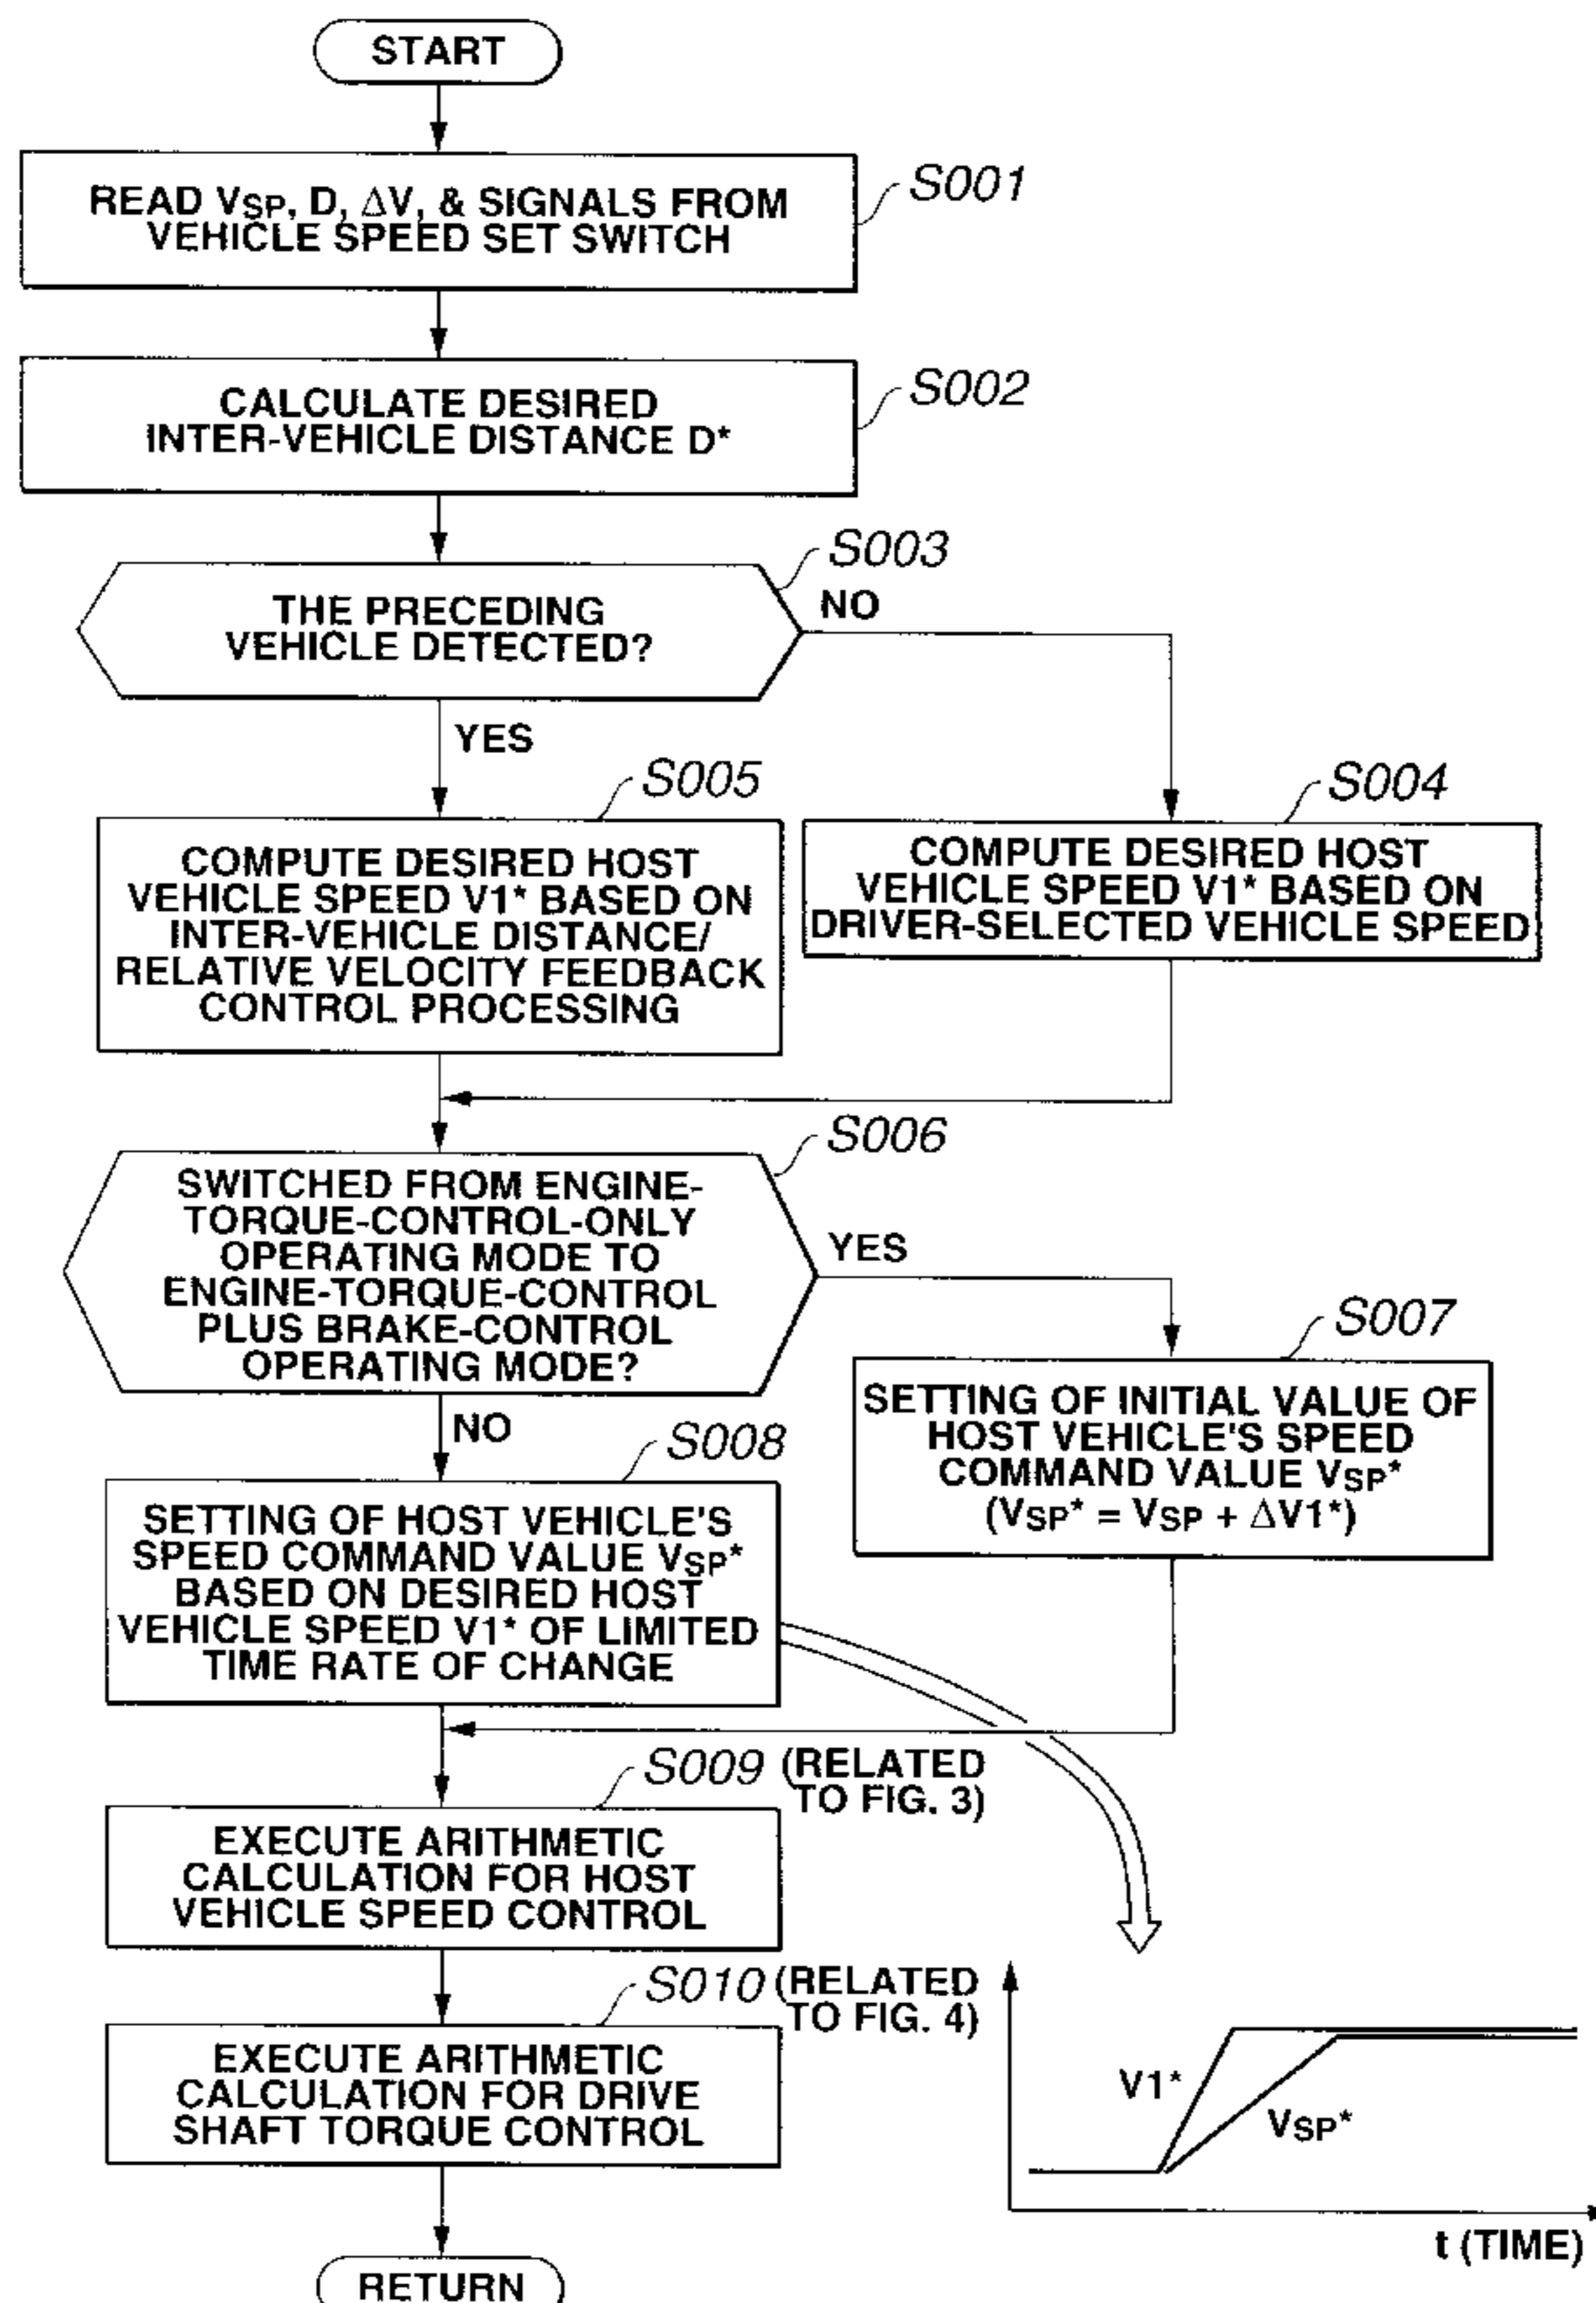 START
READ VSP, D, ΔV, & SIGNALS FROM
VEHICLE SPEED SET SWITCH
S001
CALCULATE DESIRED
INTER-VEHICLE DISTANCE D*
S002
S003
THE PRECEDING
VEHICLE DETECTED?
NO
YES
S005
COMPUTE DESIRED HOST
VEHICLE SPEED V1* BASED ON
INTER-VEHICLE DISTANCE/
RELATIVE VELOCITY FEEDBACK
CONTROL PROCESSING
S004
COMPUTE DESIRED HOST
VEHICLE SPEED V1* BASED ON
DRIVER-SELECTED VEHICLE SPEED
S006
SWITCHED FROM ENGINE-
TORQUE-CONTROL-ONLY
OPERATING MODE TO
ENGINE-TORQUE-CONTROL
PLUS BRAKE-CONTROL
OPERATING MODE?
YES
NO
S007
SETTING OF INITIAL VALUE OF
HOST VEHICLE'S SPEED
COMMAND VALUE VSP*
(VSP* = VSP + ΔV1*)
S008
SETTING OF HOST VEHICLE'S
SPEED COMMAND VALUE VSP*
BASED ON DESIRED HOST
VEHICLE SPEED V1* OF LIMITED
TIME RATE OF CHANGE
S009 (RELATED
TO FIG. 3)
EXECUTE ARITHMETIC
CALCULATION FOR HOST
VEHICLE SPEED CONTROL
S010 (RELATED
TO FIG. 4)
EXECUTE ARITHMETIC
CALCULATION FOR DRIVE
SHAFT TORQUE CONTROL
V1*
VSP*
t (TIME)
RETURN